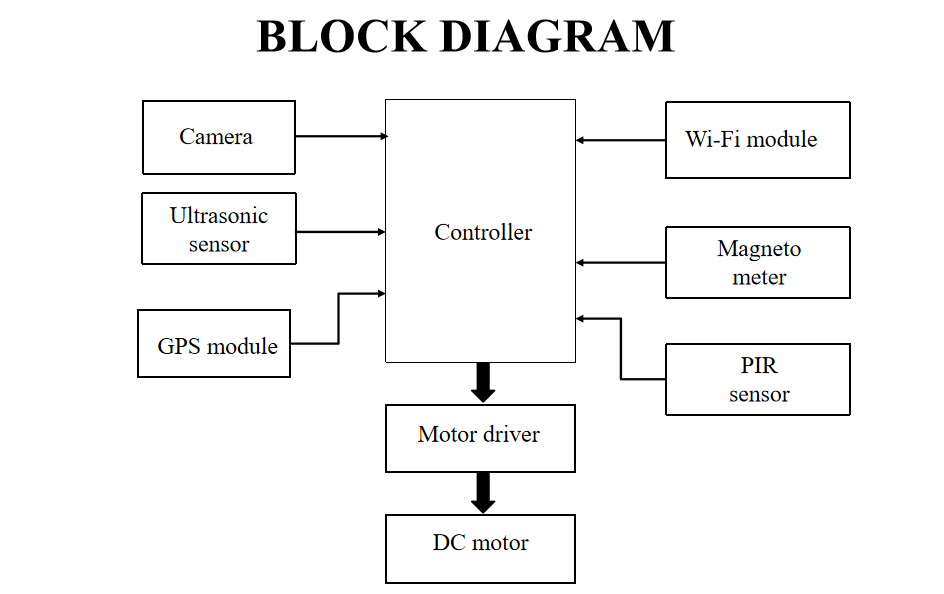 BLOCK DIAGRAM
Camera
Ultrasonic
sensor
GPS module
Controller
Wi-Fi module
Magneto
meter
PIR
sensor
Motor driver
DC motor